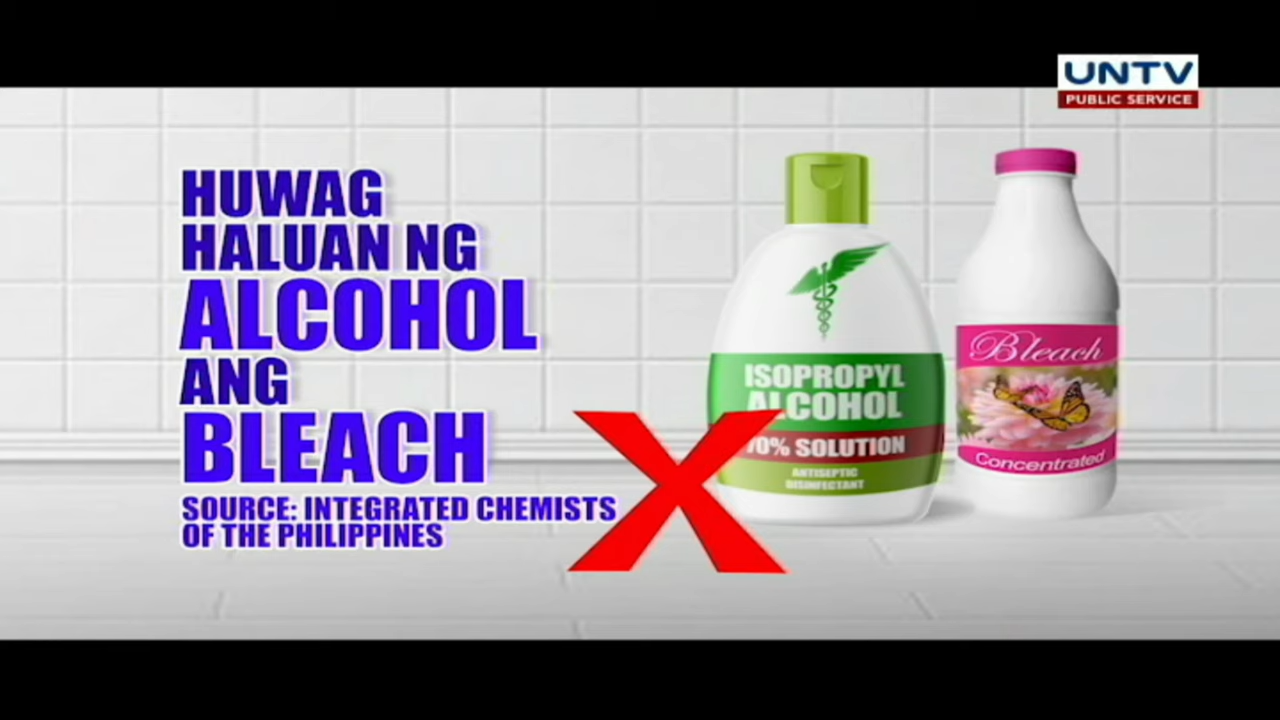 UNTV
PUBLIC SERVICE
HUWAG
HALUAN NG
ALCOHOL
ANG
BLEACH
SOURCE: INTEGRATED CHEMISTS
OF THE PHILIPPINES
ISOPROPYL
ALCOHOL
70% SOLUTION
ANTISEPTIC
DISINFECTANT
Bleach
Concentrated